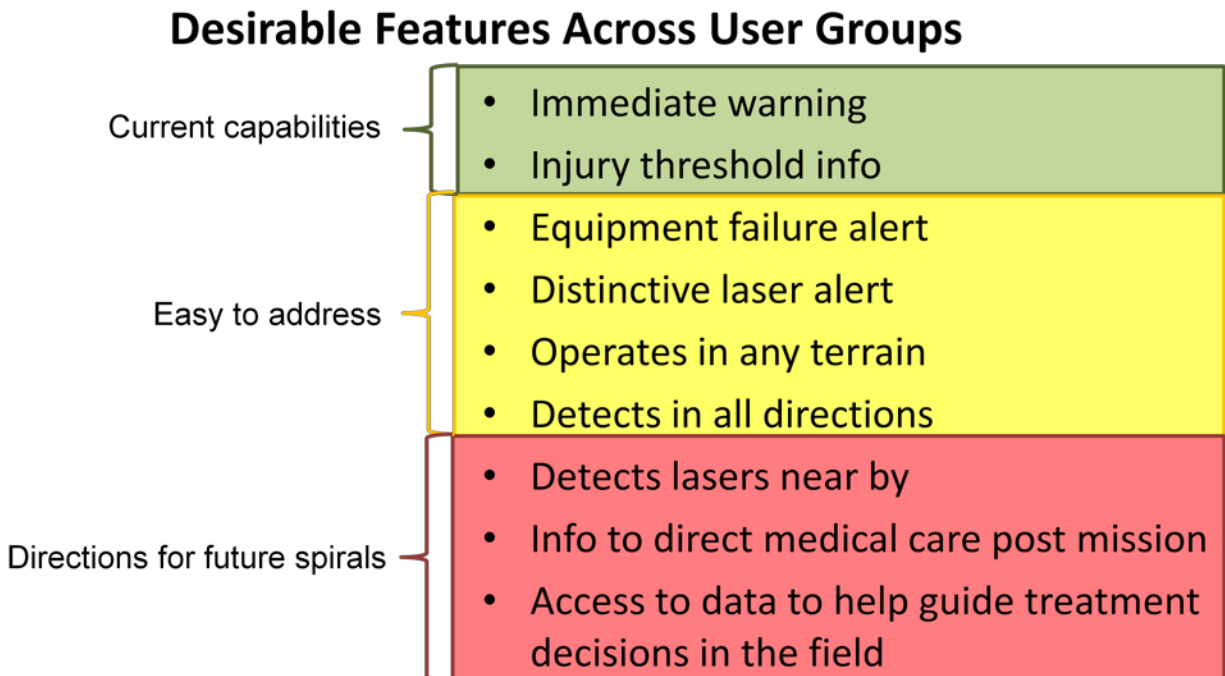 Desirable Features Across User Groups
Current capabilities
• Immediate warning
• Injury threshold info
Easy to address
• Equipment failure alert
• Distinctive laser alert
• Operates in any terrain
• Detects in all directions
Directions for future spirals
• Detects lasers near by
• Info to direct medical care post mission
• Access to data to help guide treatment
decisions in the field